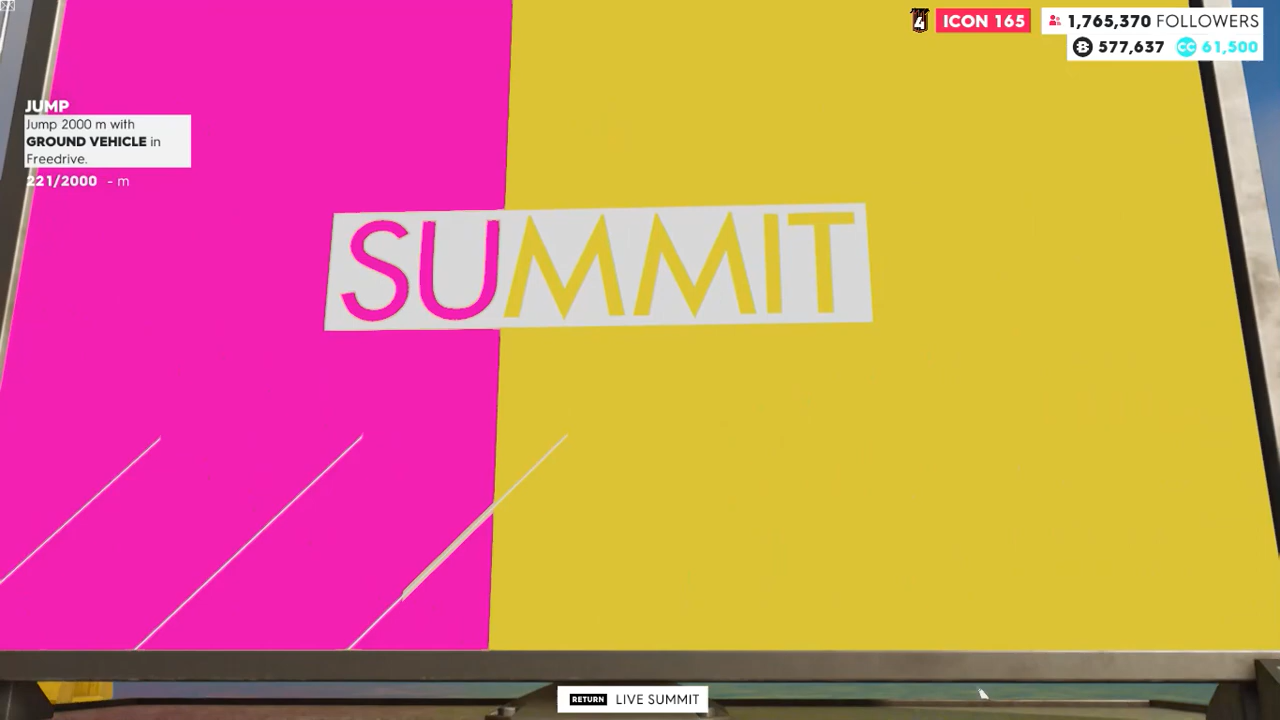 4 ICON 165 1,765,370 FOLLOWERS
577,637 CC 61,500
JUMP
Jump 2000 m with
GROUND VEHICLE in
Freedrive.
221/2000 - m
SUMMIT
RETURN LIVE SUMMIT